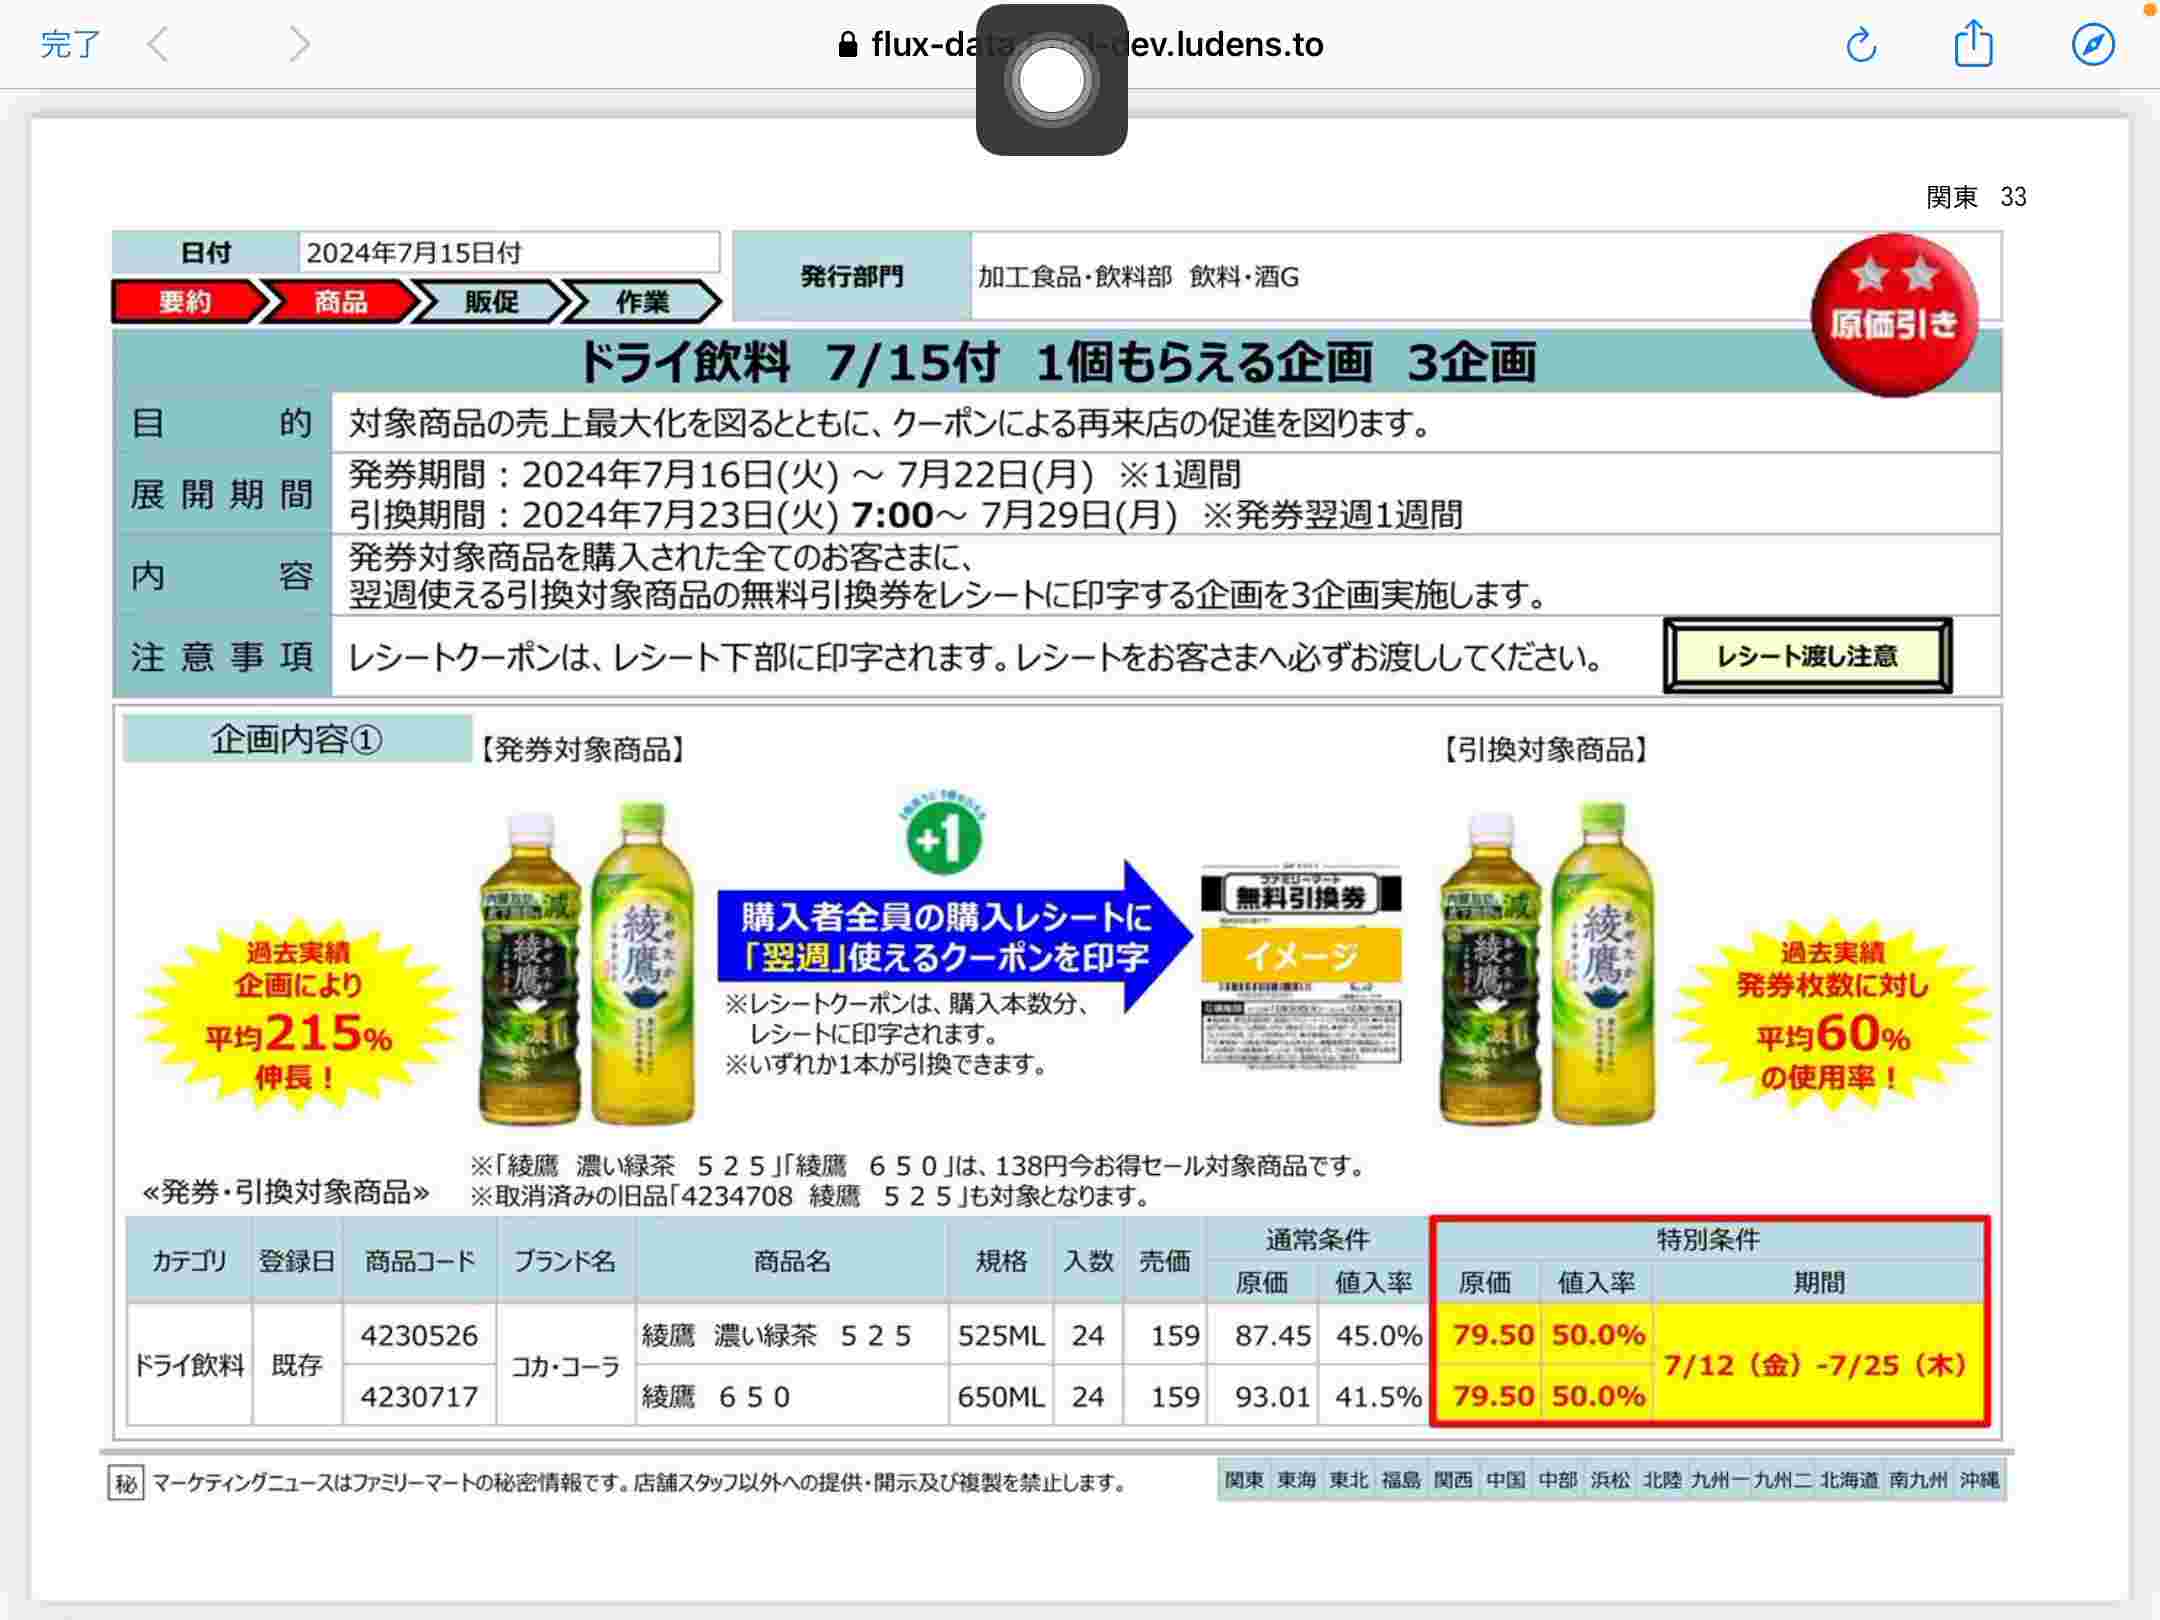 完了
flux-data
-dev.ludens.to
関東 33
日付 2024年7月15日付
発行部門 加工食品・飲料部 飲料・酒G
原価引き
要約 商品 販促 作業
ドライ飲料 7/15付 1個もらえる企画 3企画
目的 対象商品の売上最大化を図るとともに、クーポンによる再来店の促進を図ります。
展開期間 発券期間：2024年7月16日(火) ～ 7月22日(月) ※1週間
引換期間：2024年7月23日(火) 7:00～ 7月29日(月) ※発券翌週1週間
内容 発券対象商品を購入された全てのお客さまに、
翌週使える引換対象商品の無料引換券をレシートに印字する企画を3企画実施します。
注意事項 レシートクーポンは、レシート下部に印字されます。レシートをお客さまへ必ずお渡ししてください。
レシート渡し注意
企画内容①
【発券対象商品】
【引換対象商品】
過去実績
企画により
平均215%
伸長！
綾鷹
綾鷹
+1
購入者全員の購入レシートに
「翌週」使えるクーポンを印字
※レシートクーポンは、購入本数分、
レシートに印字されます。
※いずれか1本が引換できます。
ファミリーマート
無料引換券
イメージ
綾鷹
綾鷹
過去実績
発券枚数に対し
平均60%
の使用率！
※「綾鷹 濃い緑茶 ５２５」「綾鷹 ６５０」は、138円今お得セール対象商品です。
≪発券・引換対象商品≫
※取消済みの旧品「4234708 綾鷹 ５２５」も対象となります。
カテゴリ 登録日 商品コード ブランド名 商品名 規格 入数 売価 通常条件 特別条件
原価 値入率 原価 値入率 期間
ドライ飲料 既存 4230526 コカ・コーラ 綾鷹 濃い緑茶 ５２５ 525ML 24 159 87.45 45.0% 79.50 50.0% 7/12（金）-7/25（木）
4230717 綾鷹 ６５０ 650ML 24 159 93.01 41.5% 79.50 50.0%
秘 マーケティングニュースはファミリーマートの秘密情報です。店舗スタッフ以外への提供・開示及び複製を禁止します。
関東 東海 東北 福島 関西 中国 中部 浜松 北陸 九州一 九州二 北海道 南九州 沖縄